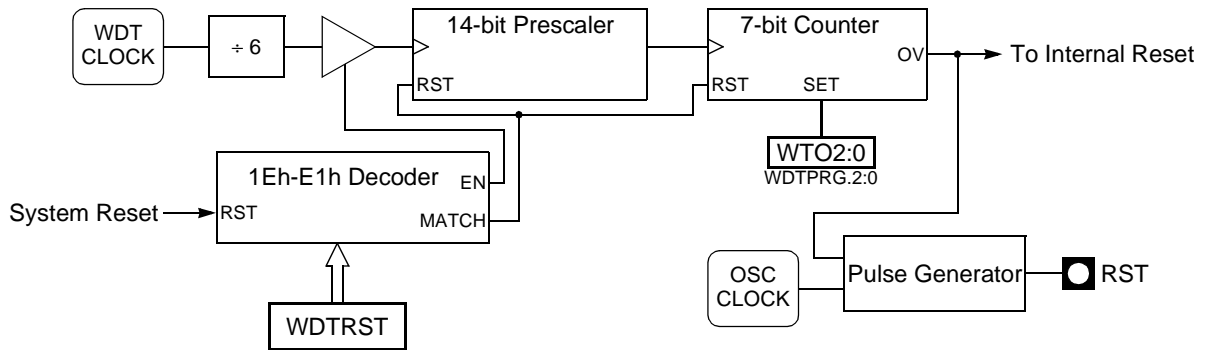 WDT
CLOCK
÷ 6
14-bit Prescaler
RST
7-bit Counter
RST
SET
OV
To Internal Reset
WTO2:0
WDTPRG.2:0
1Eh-E1h Decoder
EN
System Reset
RST
MATCH
WDTRST
OSC
CLOCK
Pulse Generator
RST